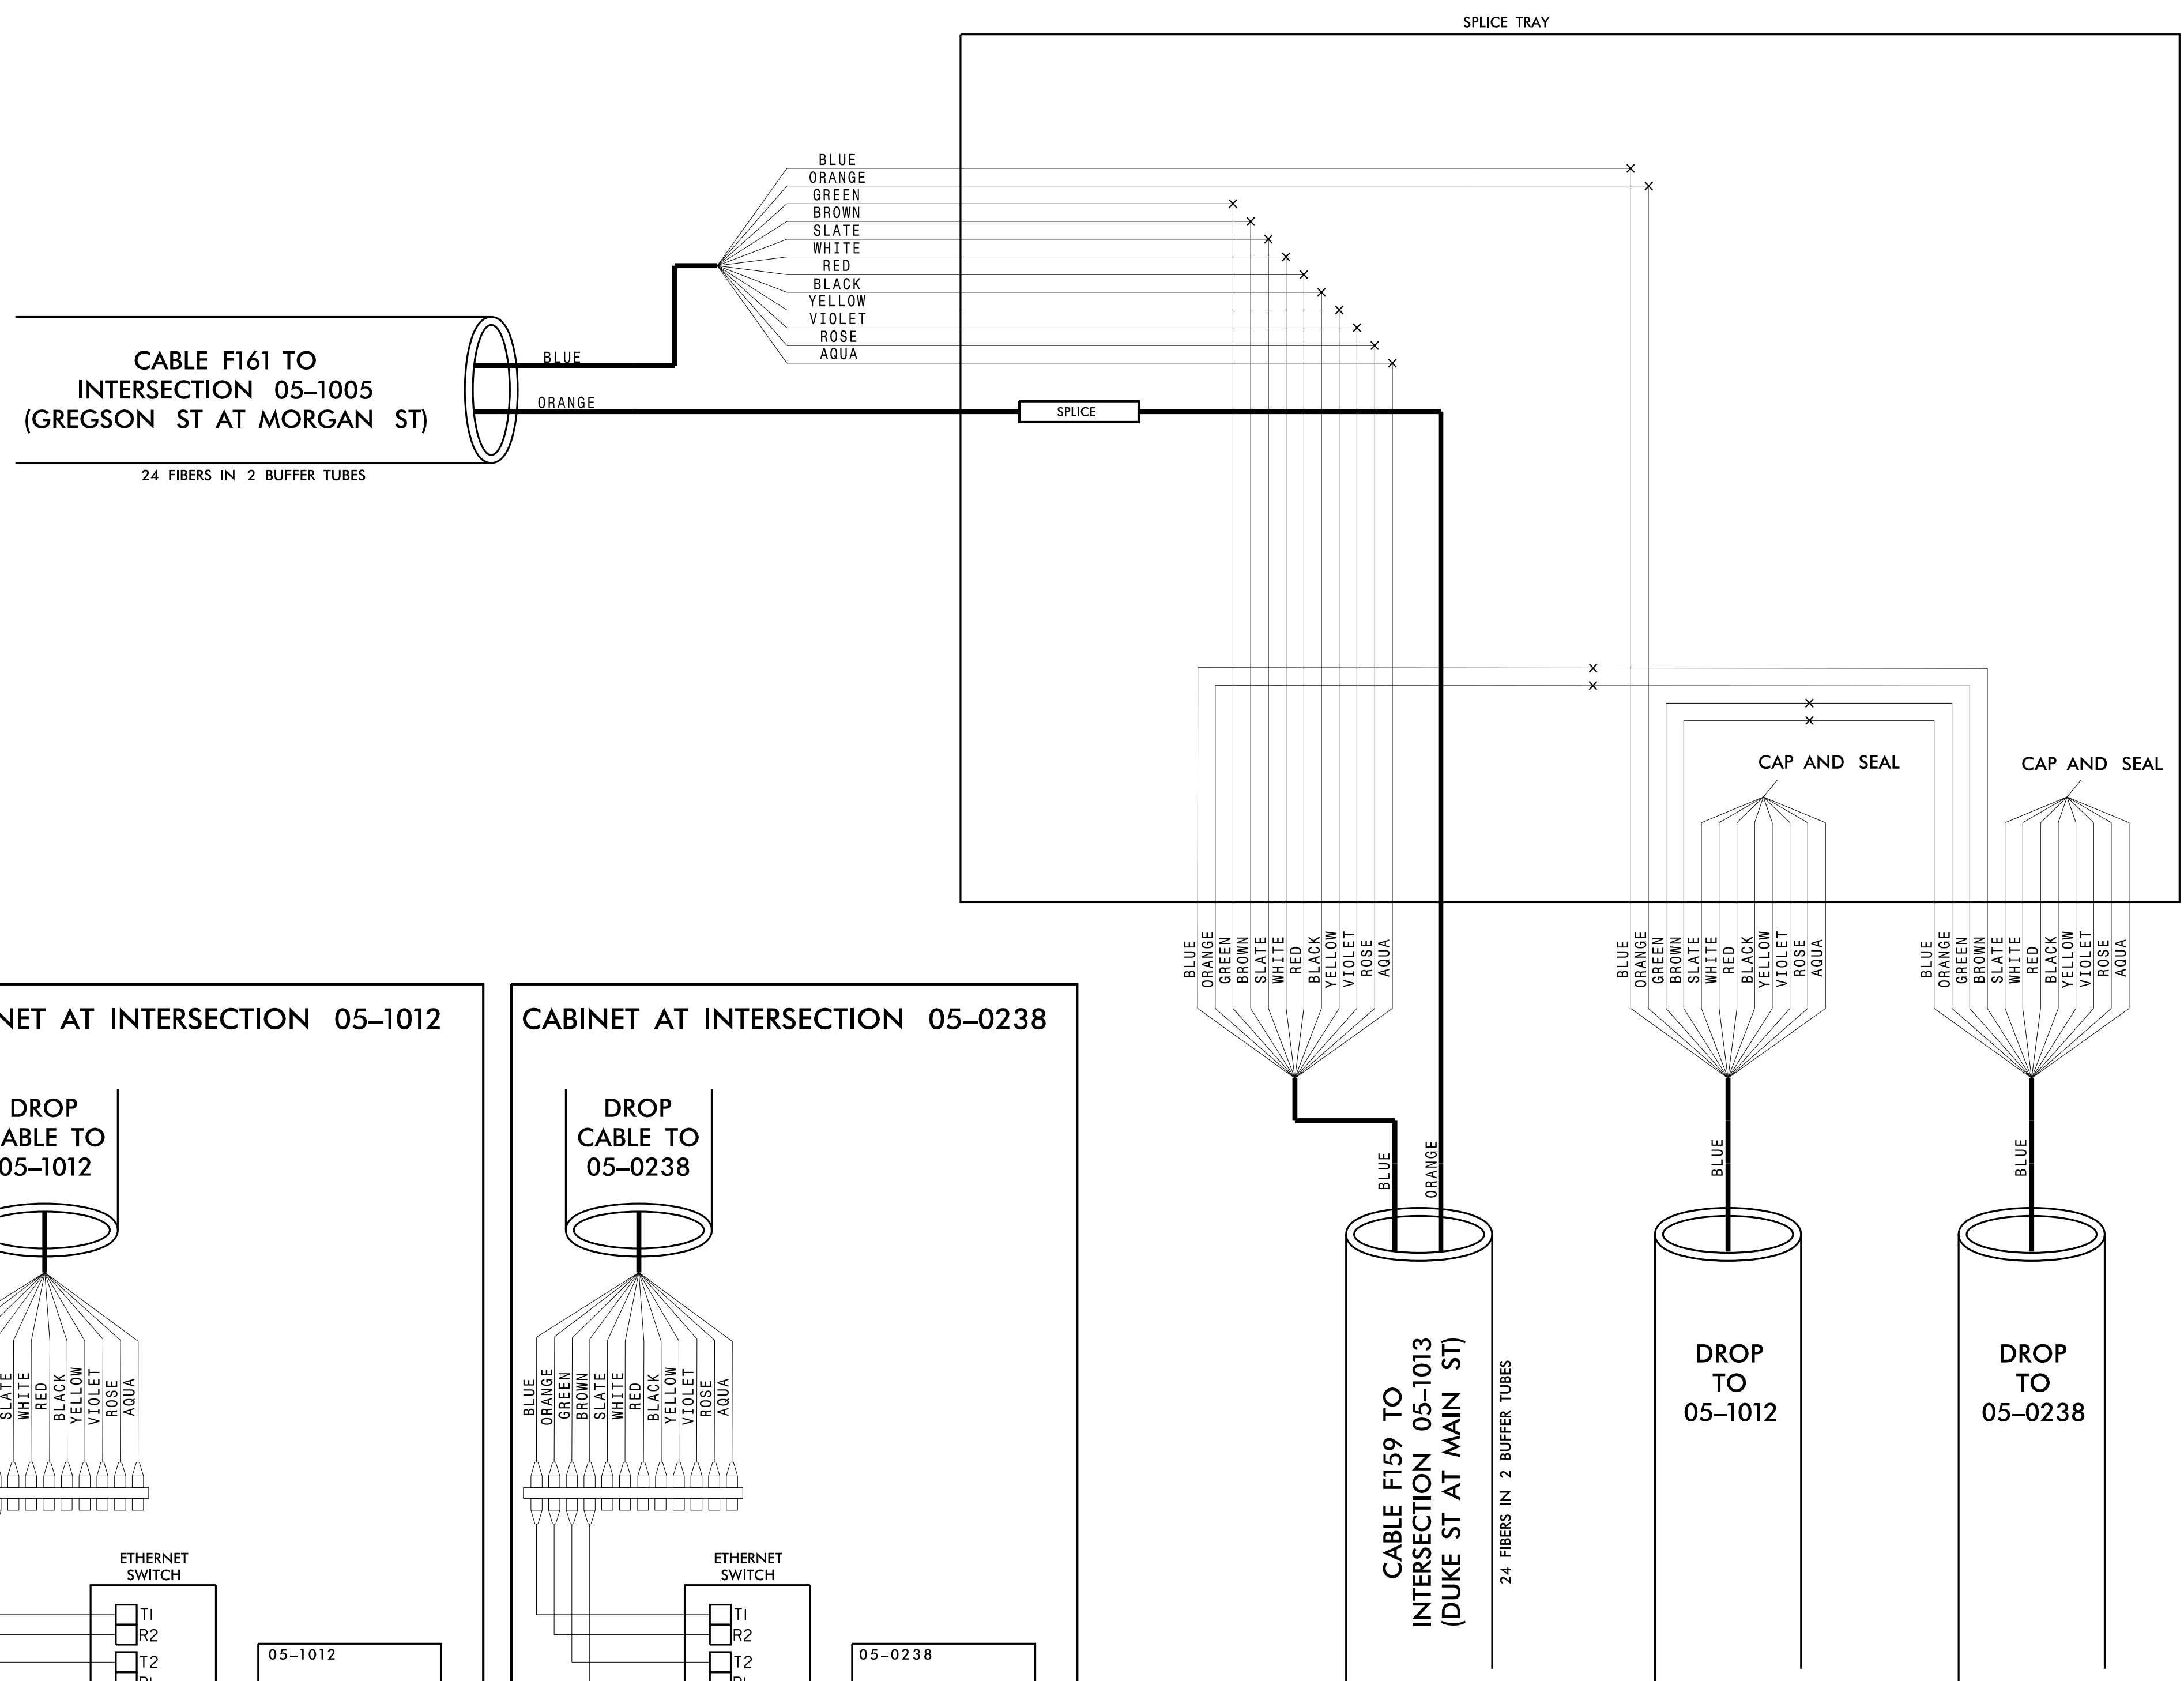 SPLICE TRAY
BLUE
ORANGE
GREEN
BROWN
SLATE
WHITE
RED
BLACK
YELLOW
VIOLET
ROSE
AQUA
CABLE F161 TO
INTERSECTION 05–1005
(GREGSON ST AT MORGAN ST)
24 FIBERS IN 2 BUFFER TUBES
BLUE
ORANGE
SPLICE
CAP AND SEAL
CAP AND SEAL
BLUE
ORANGE
GREEN
BROWN
SLATE
WHITE
RED
BLACK
YELLOW
VIOLET
ROSE
AQUA
BLUE
ORANGE
GREEN
BROWN
SLATE
WHITE
RED
BLACK
YELLOW
VIOLET
ROSE
AQUA
BLUE
ORANGE
GREEN
BROWN
SLATE
WHITE
RED
BLACK
YELLOW
VIOLET
ROSE
AQUA
BLUE
ORANGE
BLUE
BLUE
CABLE F159 TO
INTERSECTION 05–1013
(DUKE ST AT MAIN ST)
24 FIBERS IN 2 BUFFER TUBES
DROP
TO
05–1012
DROP
TO
05–0238
NET AT INTERSECTION 05–1012
DROP
ABLE TO
05–1012
SLATE
WHITE
RED
BLACK
YELLOW
VIOLET
ROSE
AQUA
ETHERNET
SWITCH
T1
R2
T2
05–1012
CABINET AT INTERSECTION 05–0238
DROP
CABLE TO
05–0238
BLUE
ORANGE
GREEN
BROWN
SLATE
WHITE
RED
BLACK
YELLOW
VIOLET
ROSE
AQUA
ETHERNET
SWITCH
T1
R2
T2
05–0238